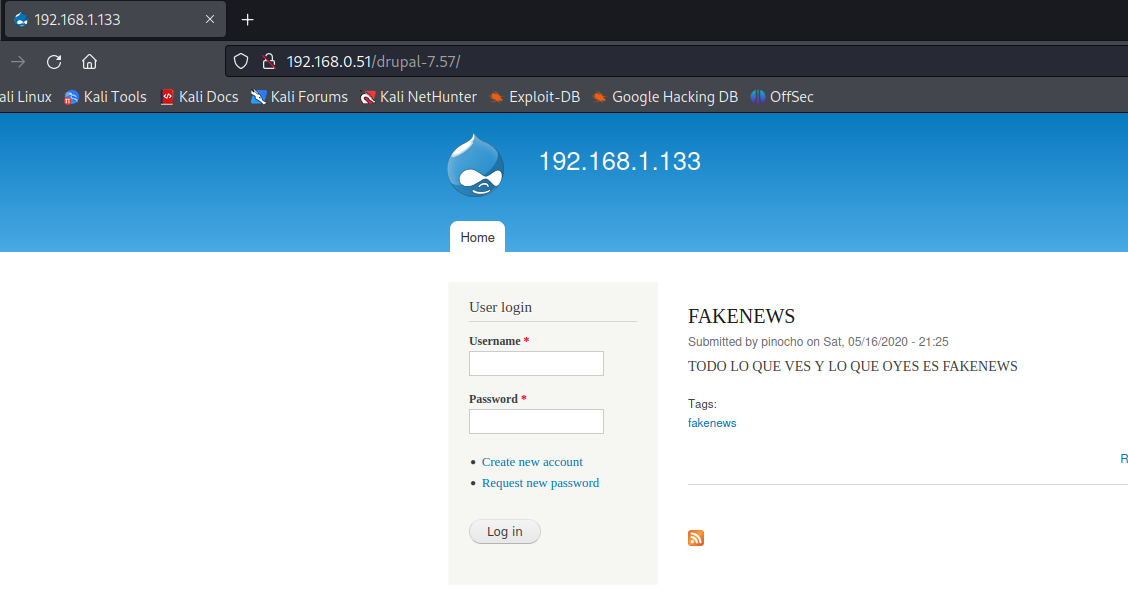 192.168.1.133
192.168.0.51/drupal-7.57/
ali Linux Kali Tools Kali Docs Kali Forums Kali NetHunter Exploit-DB Google Hacking DB OffSec
192.168.1.133
Home
User login
Username *
Password *
Create new account
Request new password
Log in
FAKENEWS
Submitted by pinocho on Sat, 05/16/2020 - 21:25
TODO LO QUE VES Y LO QUE OYES ES FAKENEWS
Tags:
fakenews
R